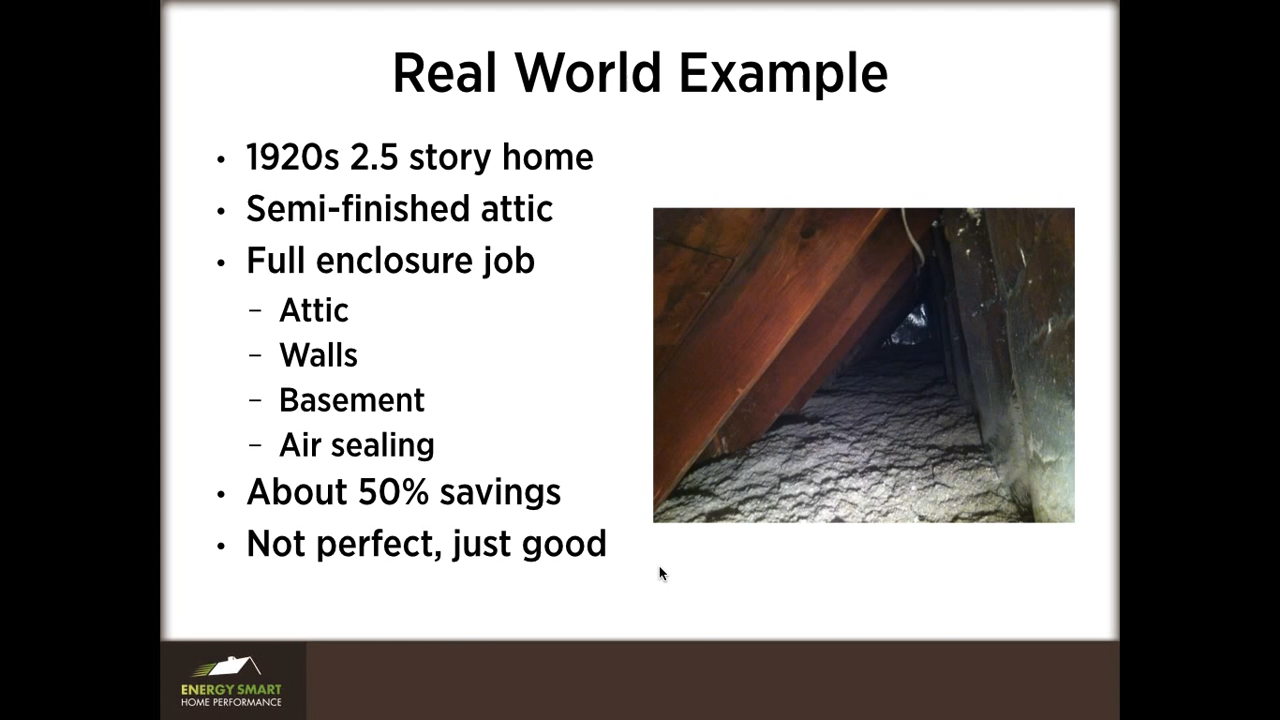 Real World Example
• 1920s 2.5 story home
• Semi-finished attic
• Full enclosure job
– Attic
– Walls
– Basement
– Air sealing
• About 50% savings
• Not perfect, just good
ENERGY SMART
HOME PERFORMANCE